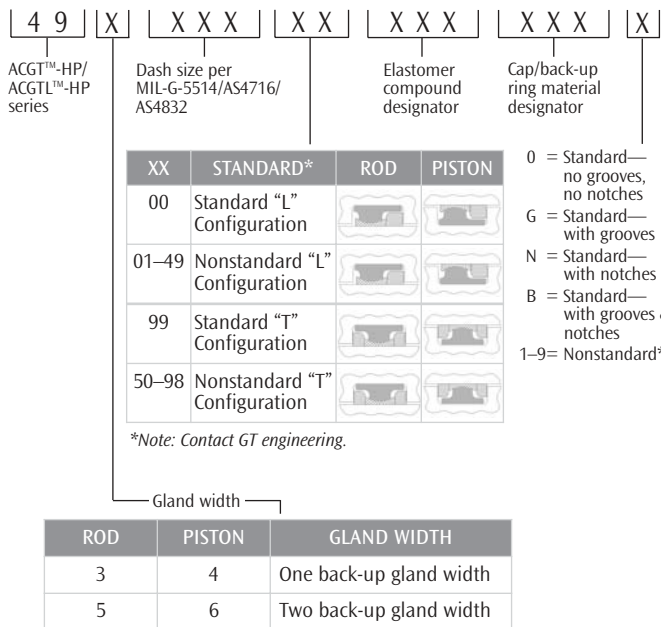 4 9 X X X X X X X X X X X X X
ACGT™-HP/
ACGTL™-HP
series
Dash size per
MIL-G-5514/AS4716/
AS4832
Elastomer
compound
designator
Cap/back-up
ring material
designator
XX STANDARD* ROD PISTON
00 Standard "L"
Configuration
01–49 Nonstandard "L"
Configuration
99 Standard "T"
Configuration
50–98 Nonstandard "T"
Configuration
*Note: Contact GT engineering.
0 = Standard—
no grooves,
no notches
G = Standard—
with grooves
N = Standard—
with notches
B = Standard—
with grooves &
notches
1–9= Nonstandard*
Gland width
ROD PISTON GLAND WIDTH
3 4 One back-up gland width
5 6 Two back-up gland width